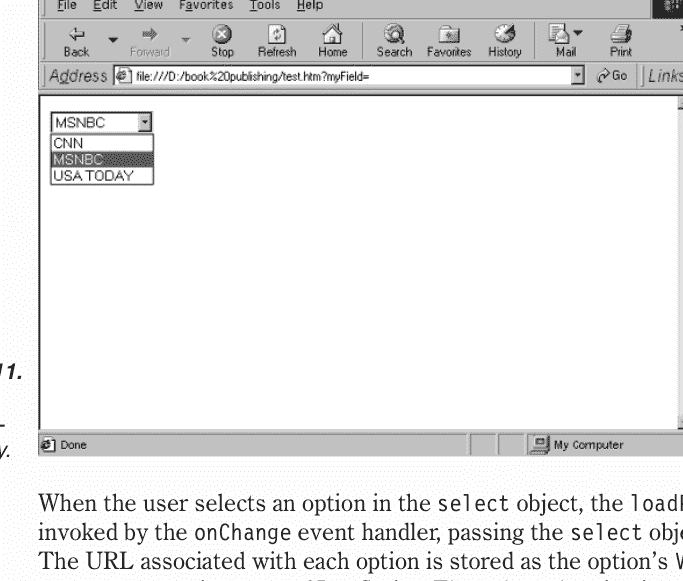 File Edit View Favorites Tools Help
Back Forward Stop Refresh Home Search Favorites History Mail Print
Address file:///D:/book%20publishing/test.htm?myField= Go Links
MSNBC
CNN
MSNBC
USA TODAY
11.
y.
Done My Computer
When the user selects an option in the select object, the
invoked by the onChange event handler, passing the select
The URL associated with each option is stored as the option's